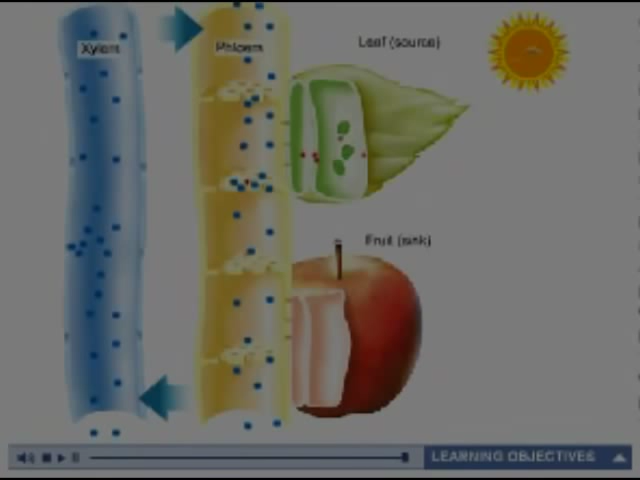 Xylem
Phloem
Leaf (source)
Fruit (sink)
LEARNING OBJECTIVES